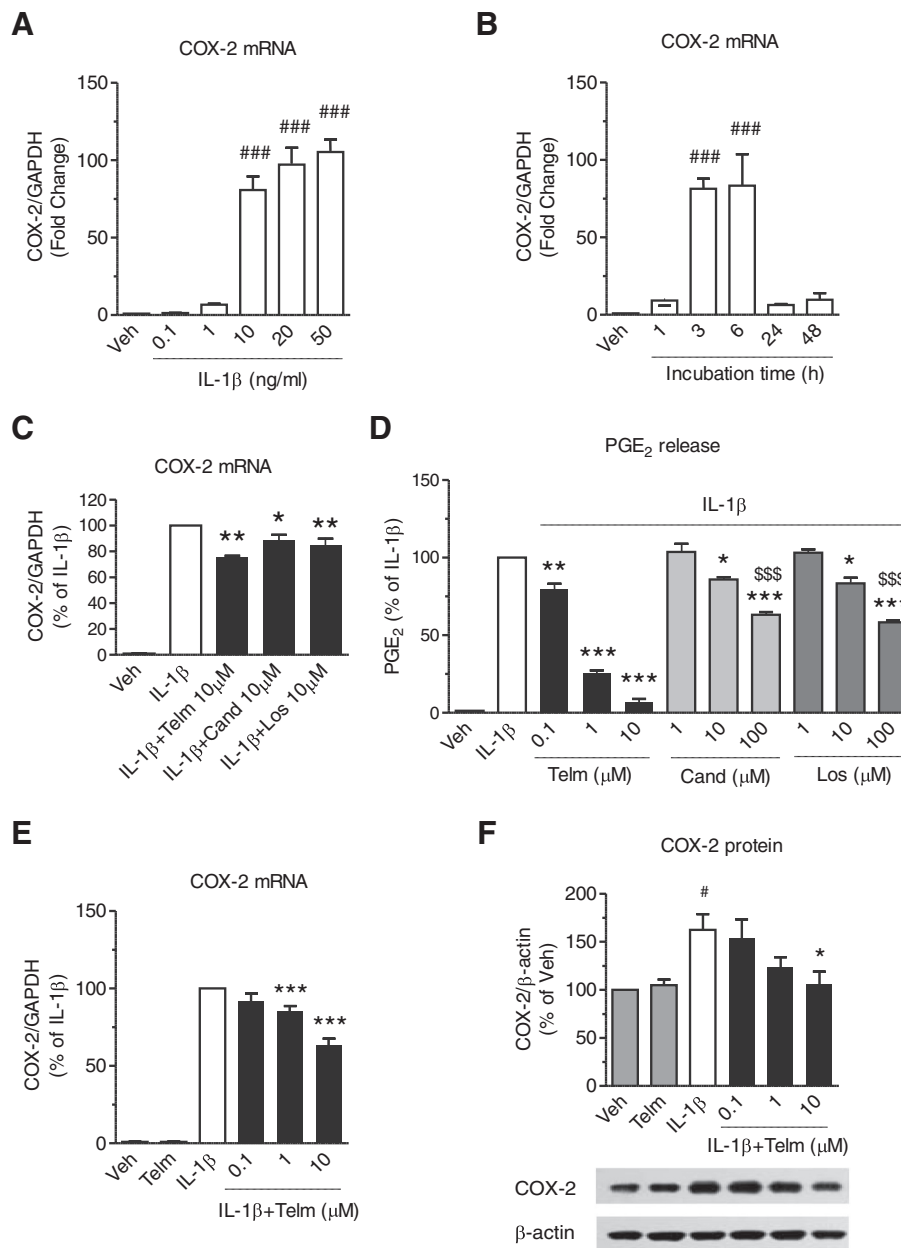 A
COX-2 mRNA
COX-2/GAPDH
(Fold Change)
150
100
50
0
###
###
###
Veh
0.1
1
10
20
50
IL-1β (ng/ml)
B
COX-2 mRNA
COX-2/GAPDH
(Fold Change)
150
100
50
0
###
###
Veh
1
3
6
24
48
Incubation time (h)
C
COX-2 mRNA
COX-2/GAPDH
(% of IL-1β)
120
100
80
60
40
20
0
**
*
**
Veh
IL-1β
IL-1β+Telm 10μM
IL-1β+Cand 10μM
IL-1β+Los 10μM
D
PGE₂ release
PGE₂ (% of IL-1β)
150
100
50
0
IL-1β
**
***
***
*
$$$
***
*
$$$
***
Veh
IL-1β
0.1
1
10
1
10
100
1
10
100
Telm (μM)
Cand (μM)
Los (μM)
E
COX-2 mRNA
COX-2/GAPDH
(% of IL-1β)
150
100
50
0
***
***
Veh
Telm
IL-1β
0.1
1
10
IL-1β+Telm (μM)
F
COX-2 protein
COX-2/β-actin
(% of Veh)
200
150
100
50
0
#
*
Veh
Telm
IL-1β
0.1
1
10
IL-1β+Telm (μM)
COX-2
β-actin